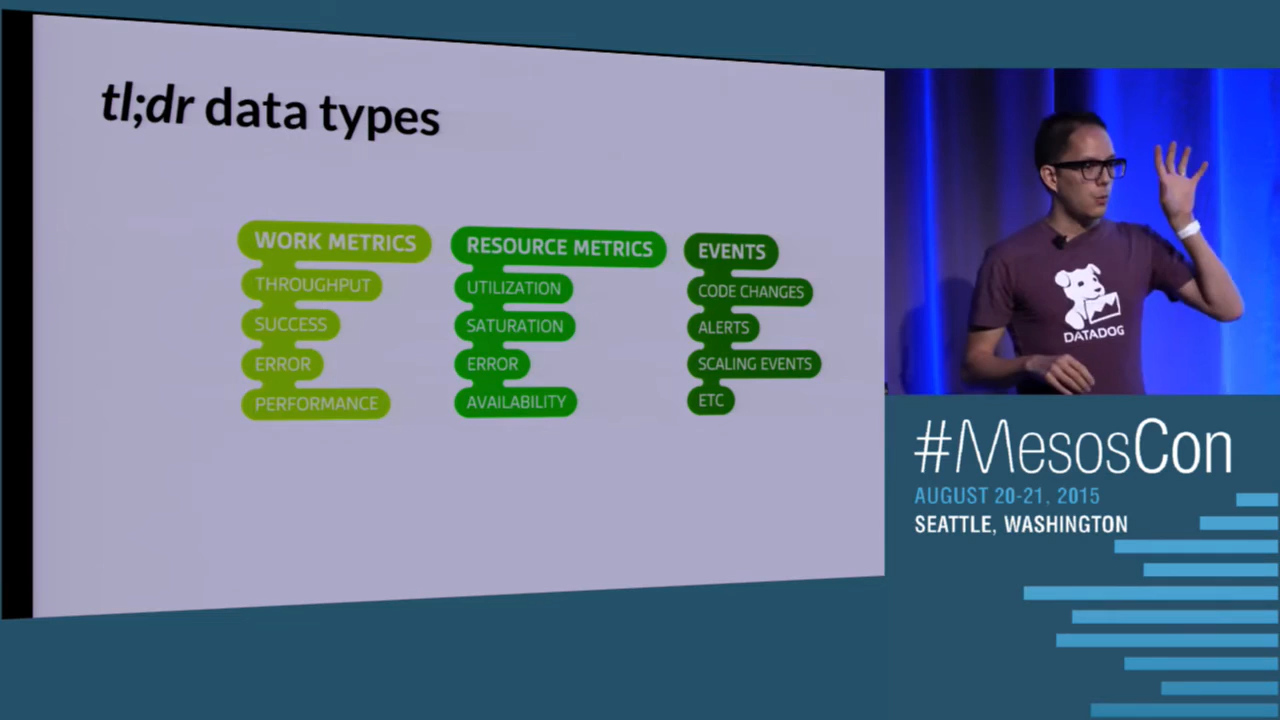 tl;dr data types
WORK METRICS
THROUGHPUT
SUCCESS
ERROR
PERFORMANCE
RESOURCE METRICS
UTILIZATION
SATURATION
ERROR
AVAILABILITY
EVENTS
CODE CHANGES
ALERTS
SCALING EVENTS
ETC
DATADOG
#MesosCon
AUGUST 20-21, 2015
SEATTLE, WASHINGTON